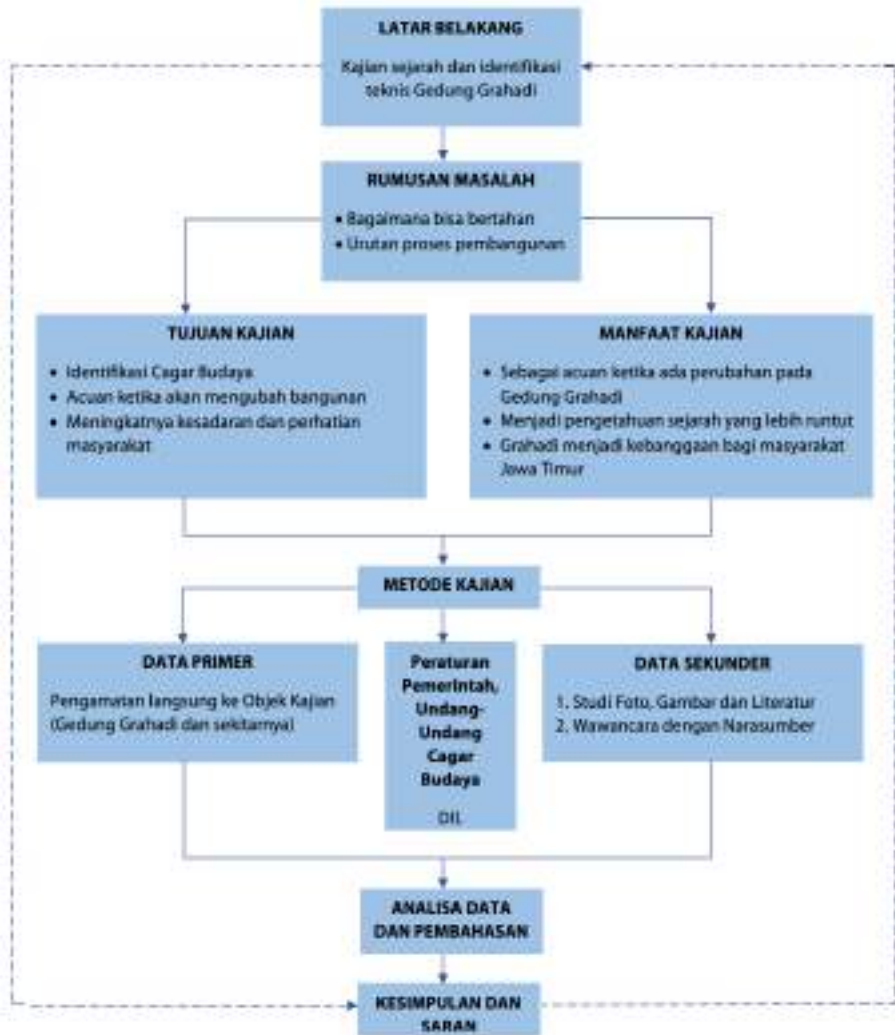 LATAR BELAKANG
Kajian sejarah dan identifikasi
teknis Gedung Grahadi
RUMUSAN MASALAH
• Bagaimana bisa bertahan
• Urutan proses pembangunan
TUJUAN KAJIAN
• Identifikasi Cagar Budaya
• Acuan ketika akan mengubah bangunan
• Meningkatnya kesadaran dan perhatian
masyarakat
MANFAAT KAJIAN
• Sebagai acuan ketika ada perubahan pada
Gedung Grahadi
• Menjadi pengetahuan sejarah yang lebih runtut
• Grahadi menjadi kebanggaan bagi masyarakat
Jawa Timur
METODE KAJIAN
DATA PRIMER
Pengamatan langsung ke Objek Kajian
(Gedung Grahadi dan sekitarnya)
Peraturan
Pemerintah,
Undang-
Undang
Cagar
Budaya
Dll.
DATA SEKUNDER
1. Studi Foto, Gambar dan Literatur
2. Wawancara dengan Narasumber
ANALISA DATA
DAN PEMBAHASAN
KESIMPULAN DAN
SARAN